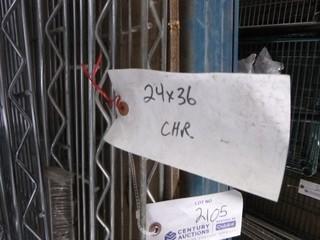 24x36
CHR.
LOT NO.
2105
CENTURY
AUCTIONS